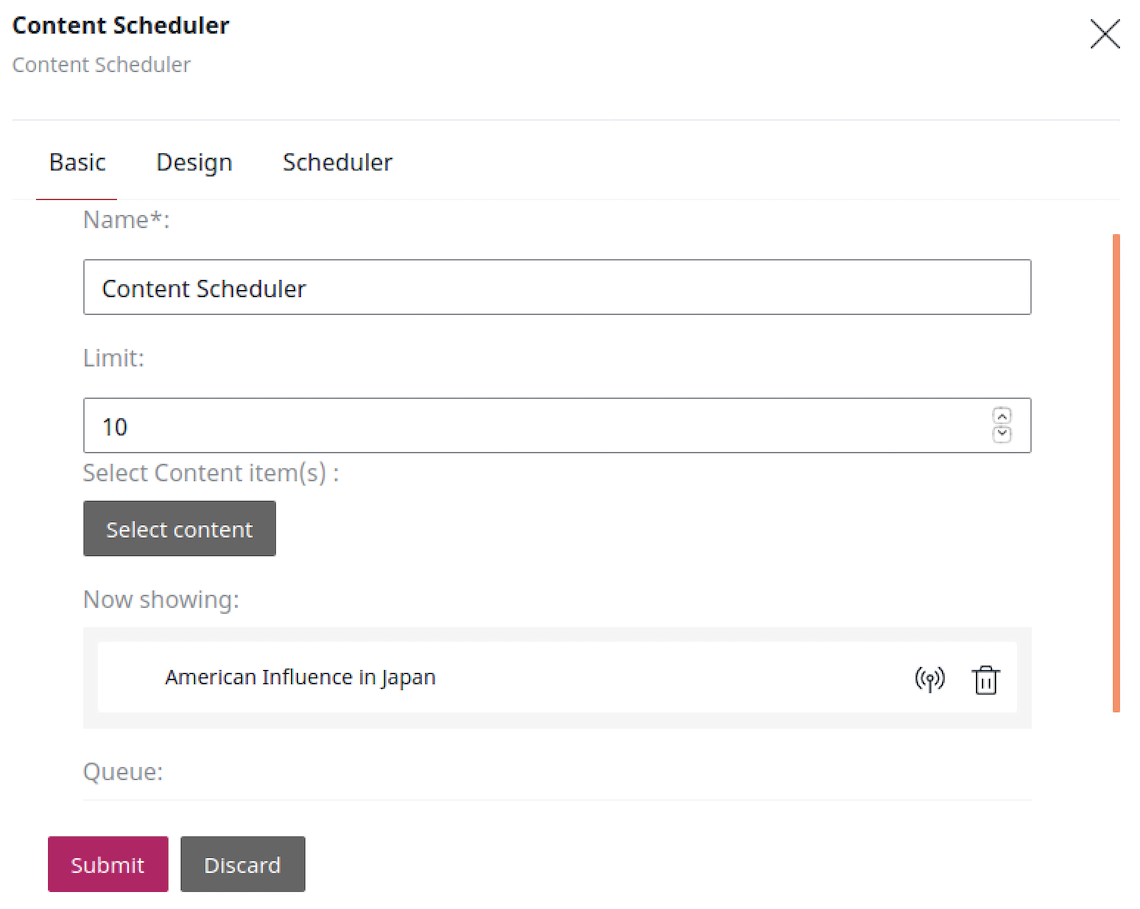 Content Scheduler
Content Scheduler
Basic Design Scheduler
Name*:
Content Scheduler
Limit:
10
Select Content item(s) :
Select content
Now showing:
American Influence in Japan
Queue:
Submit Discard